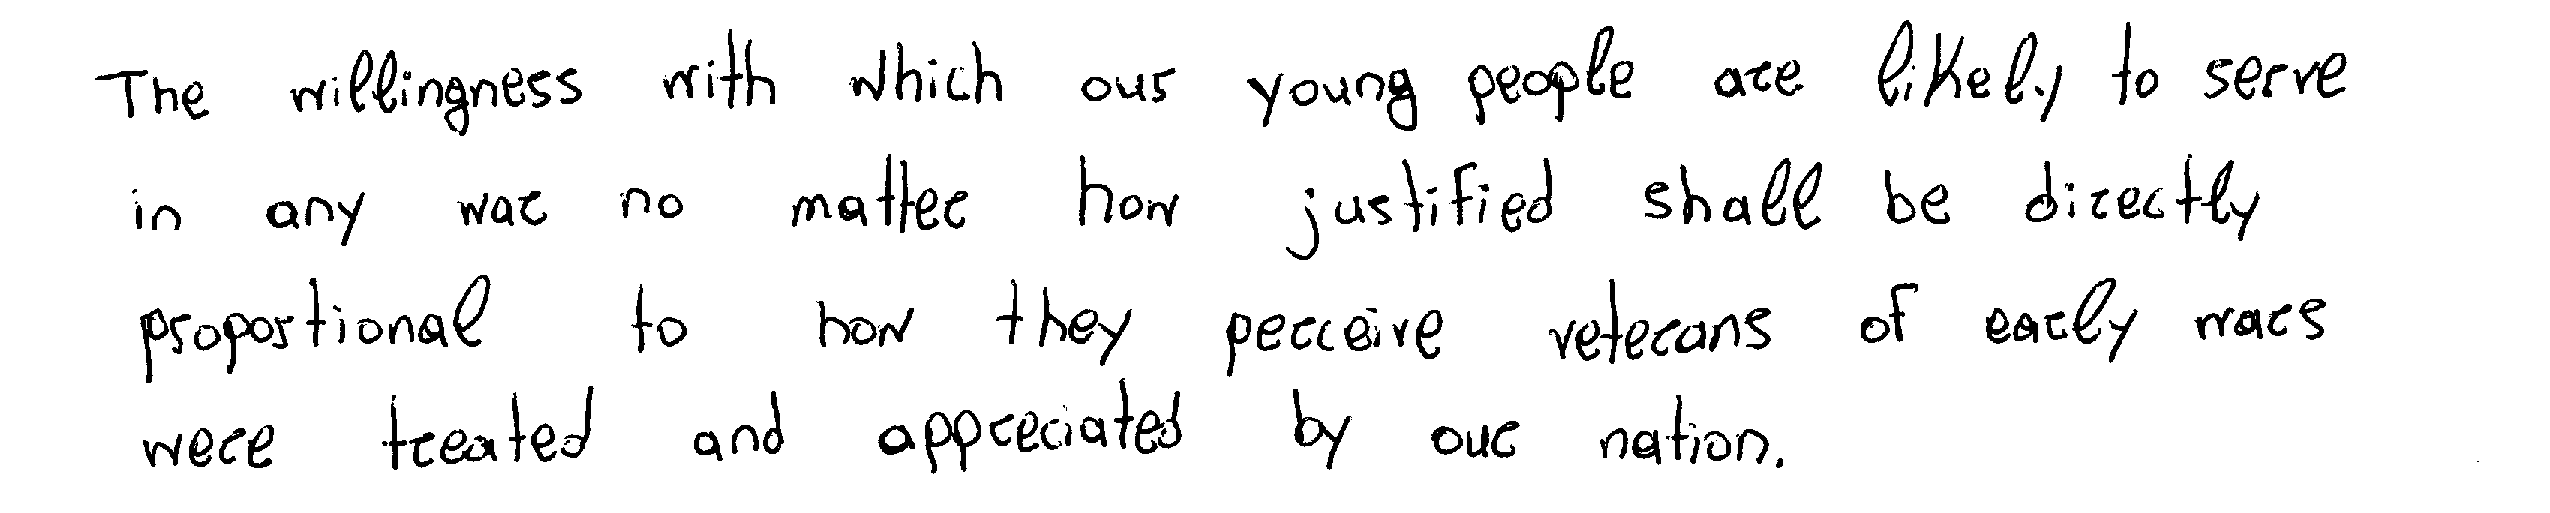 The willingness with which our young people are likely to serve
in any war no matter how justified shall be directly
proportional to how they perceive veterans of early wars
were treated and appreciated by our nation.